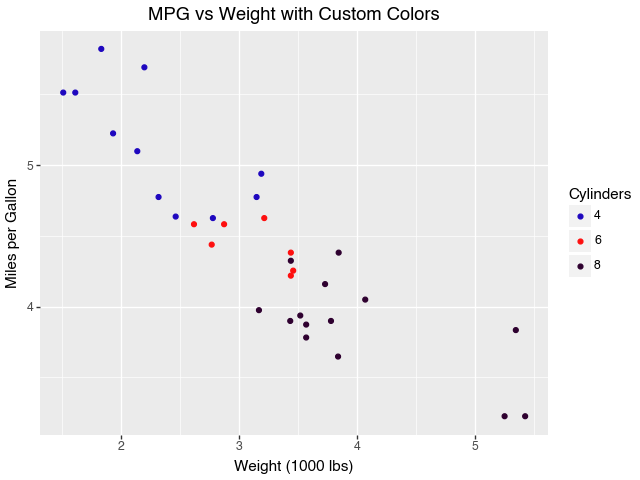 MPG vs Weight with Custom Colors
Miles per Gallon
5
4
2 3 4 5
Weight (1000 lbs)
Cylinders
4
6
8